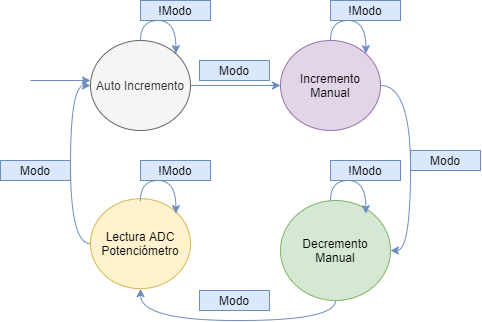 !Modo
!Modo
Auto Incremento
Modo
Incremento
Manual
Modo
Modo
!Modo
!Modo
Lectura ADC
Potenciómetro
Decremento
Manual
Modo